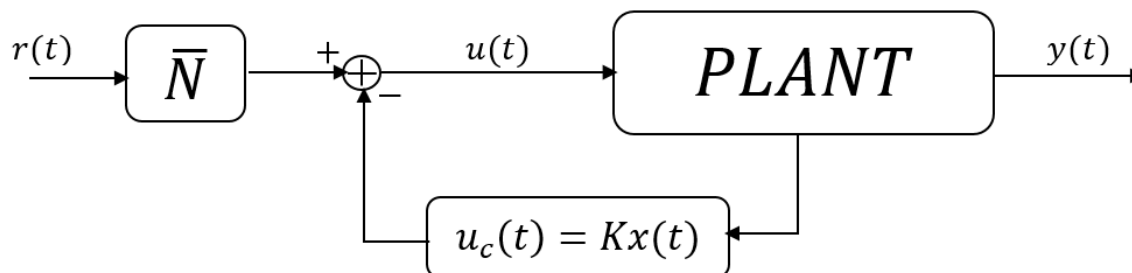 r(t)
N̅
+
+
−
u(t)
PLANT
y(t)
u_c(t) = Kx(t)